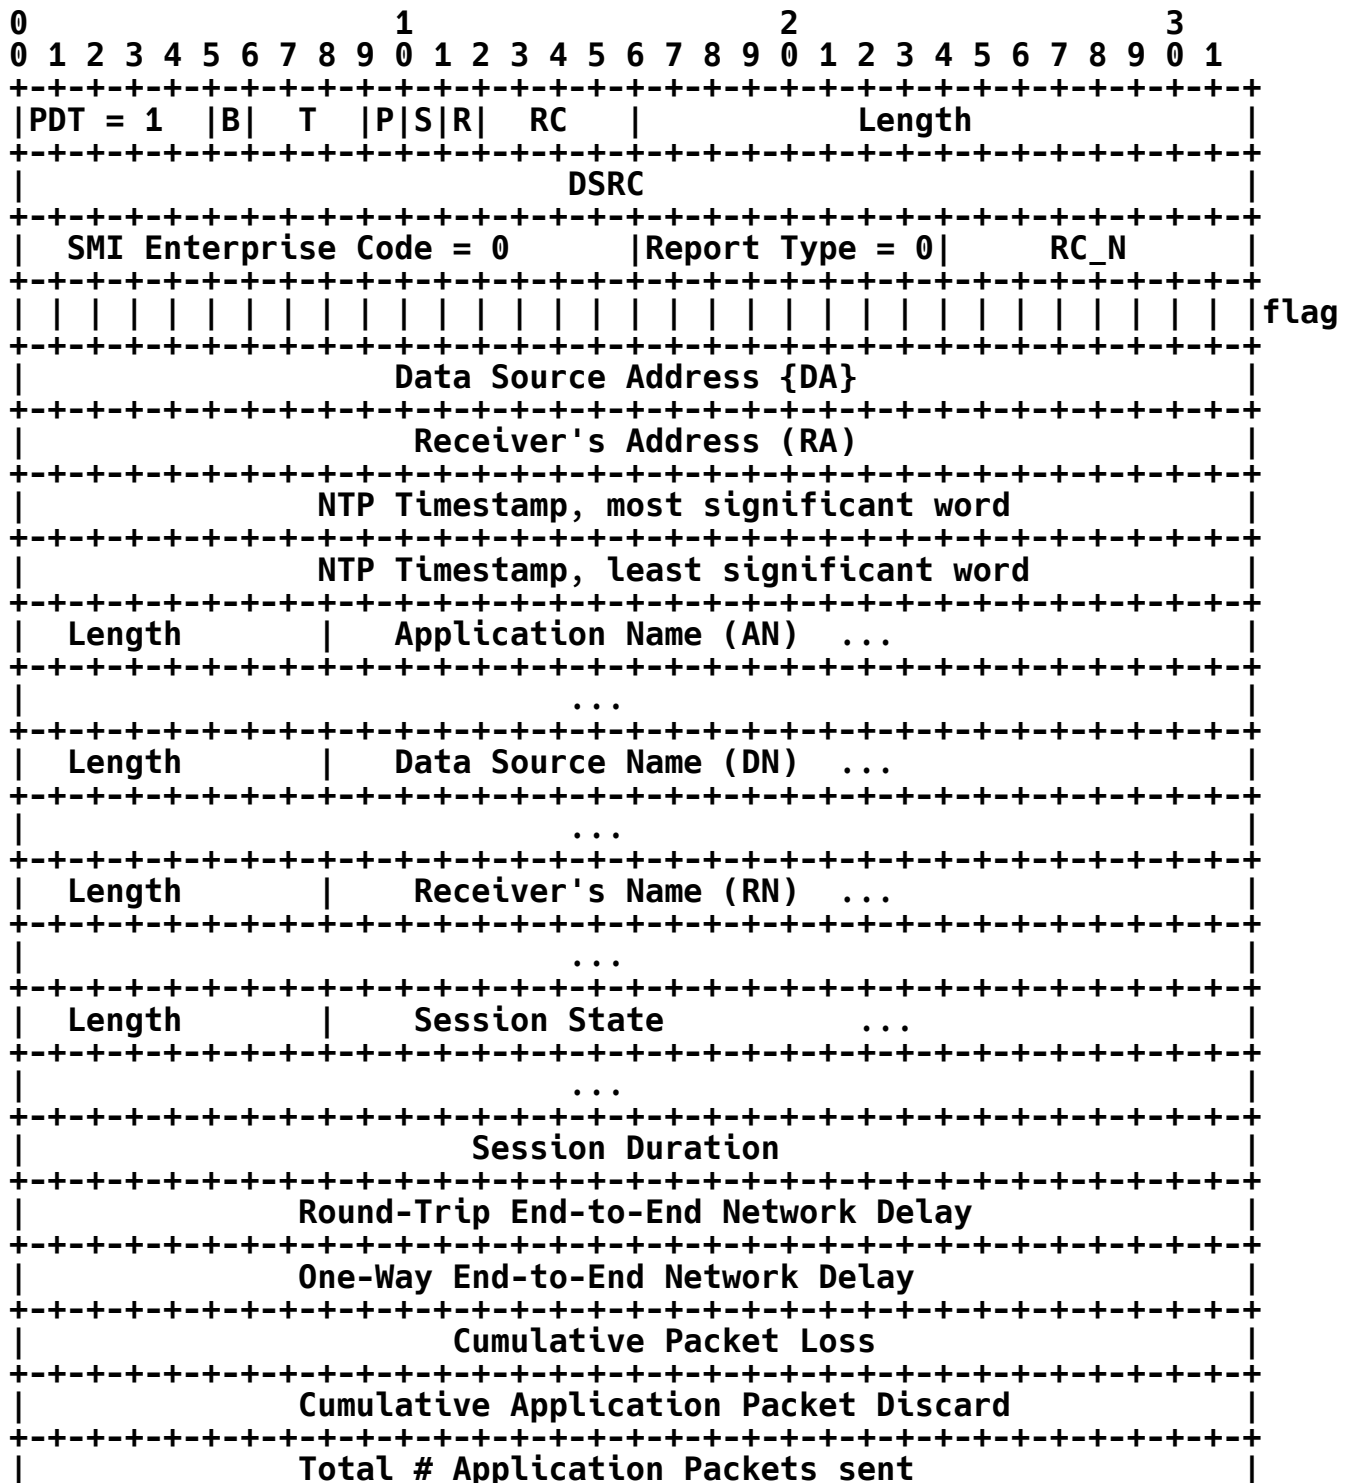 0                   1                   2                   3
0 1 2 3 4 5 6 7 8 9 0 1 2 3 4 5 6 7 8 9 0 1 2 3 4 5 6 7 8 9 0 1
+-+-+-+-+-+-+-+-+-+-+-+-+-+-+-+-+-+-+-+-+-+-+-+-+-+-+-+-+-+-+-+-+
|PDT = 1  |B|  T  |P|S|R|  RC   |           Length              |
+-+-+-+-+-+-+-+-+-+-+-+-+-+-+-+-+-+-+-+-+-+-+-+-+-+-+-+-+-+-+-+-+
|                            DSRC                               |
+-+-+-+-+-+-+-+-+-+-+-+-+-+-+-+-+-+-+-+-+-+-+-+-+-+-+-+-+-+-+-+-+
|  SMI Enterprise Code = 0      |Report Type = 0|     RC_N      |
+-+-+-+-+-+-+-+-+-+-+-+-+-+-+-+-+-+-+-+-+-+-+-+-+-+-+-+-+-+-+-+-+
| | | | | | | | | | | | | | | | | | | | | | | | | | | | | | | | |flag
+-+-+-+-+-+-+-+-+-+-+-+-+-+-+-+-+-+-+-+-+-+-+-+-+-+-+-+-+-+-+-+-+
|                   Data Source Address {DA}                    |
+-+-+-+-+-+-+-+-+-+-+-+-+-+-+-+-+-+-+-+-+-+-+-+-+-+-+-+-+-+-+-+-+
|                    Receiver's Address (RA)                    |
+-+-+-+-+-+-+-+-+-+-+-+-+-+-+-+-+-+-+-+-+-+-+-+-+-+-+-+-+-+-+-+-+
|               NTP Timestamp, most significant word            |
+-+-+-+-+-+-+-+-+-+-+-+-+-+-+-+-+-+-+-+-+-+-+-+-+-+-+-+-+-+-+-+-+
|               NTP Timestamp, least significant word           |
+-+-+-+-+-+-+-+-+-+-+-+-+-+-+-+-+-+-+-+-+-+-+-+-+-+-+-+-+-+-+-+-+
|  Length       |   Application Name (AN)  ...                  |
+-+-+-+-+-+-+-+-+-+-+-+-+-+-+-+-+-+-+-+-+-+-+-+-+-+-+-+-+-+-+-+-+
|                            ...                                |
+-+-+-+-+-+-+-+-+-+-+-+-+-+-+-+-+-+-+-+-+-+-+-+-+-+-+-+-+-+-+-+-+
|  Length       |   Data Source Name (DN)  ...                  |
+-+-+-+-+-+-+-+-+-+-+-+-+-+-+-+-+-+-+-+-+-+-+-+-+-+-+-+-+-+-+-+-+
|                            ...                                |
+-+-+-+-+-+-+-+-+-+-+-+-+-+-+-+-+-+-+-+-+-+-+-+-+-+-+-+-+-+-+-+-+
|  Length       |    Receiver's Name (RN)  ...                  |
+-+-+-+-+-+-+-+-+-+-+-+-+-+-+-+-+-+-+-+-+-+-+-+-+-+-+-+-+-+-+-+-+
|                            ...                                |
+-+-+-+-+-+-+-+-+-+-+-+-+-+-+-+-+-+-+-+-+-+-+-+-+-+-+-+-+-+-+-+-+
|  Length       |    Session State          ...                 |
+-+-+-+-+-+-+-+-+-+-+-+-+-+-+-+-+-+-+-+-+-+-+-+-+-+-+-+-+-+-+-+-+
|                            ...                                |
+-+-+-+-+-+-+-+-+-+-+-+-+-+-+-+-+-+-+-+-+-+-+-+-+-+-+-+-+-+-+-+-+
|                       Session Duration                        |
+-+-+-+-+-+-+-+-+-+-+-+-+-+-+-+-+-+-+-+-+-+-+-+-+-+-+-+-+-+-+-+-+
|              Round-Trip End-to-End Network Delay              |
+-+-+-+-+-+-+-+-+-+-+-+-+-+-+-+-+-+-+-+-+-+-+-+-+-+-+-+-+-+-+-+-+
|              One-Way End-to-End Network Delay                 |
+-+-+-+-+-+-+-+-+-+-+-+-+-+-+-+-+-+-+-+-+-+-+-+-+-+-+-+-+-+-+-+-+
|                      Cumulative Packet Loss                   |
+-+-+-+-+-+-+-+-+-+-+-+-+-+-+-+-+-+-+-+-+-+-+-+-+-+-+-+-+-+-+-+-+
|              Cumulative Application Packet Discard            |
+-+-+-+-+-+-+-+-+-+-+-+-+-+-+-+-+-+-+-+-+-+-+-+-+-+-+-+-+-+-+-+-+
|              Total # Application Packets sent                 |